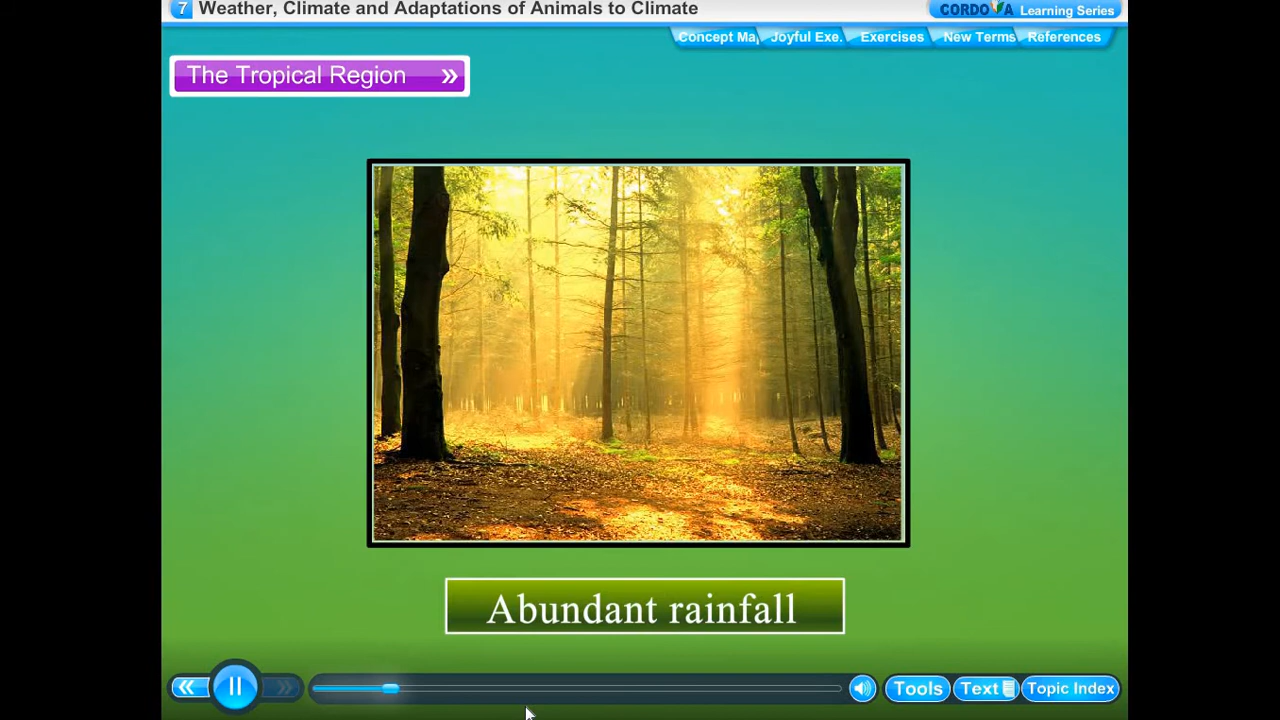 7 Weather, Climate and Adaptations of Animals to Climate
CORDOVA Learning Series
Concept Ma
Joyful Exe.
Exercises
New Terms
References
The Tropical Region »
Abundant rainfall
Tools
Text
Topic Index